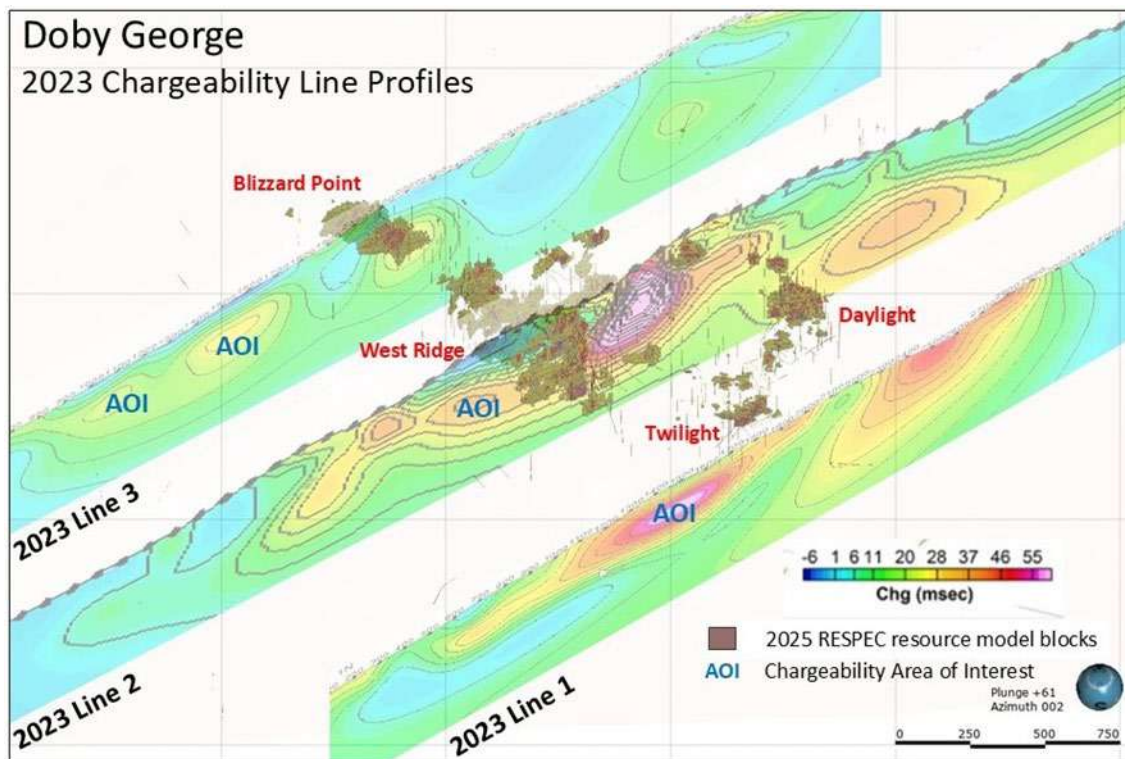 Doby George
2023 Chargeability Line Profiles
Blizzard Point
West Ridge
Daylight
Twilight
AOI
AOI
AOI
AOI
2023 Line 3
2023 Line 2
2023 Line 1
-6 1 6 11 20 28 37 46 55
Chg (msec)
2025 RESPEC resource model blocks
AOI Chargeability Area of Interest
Plunge +61
Azimuth 002
0 250 500 750